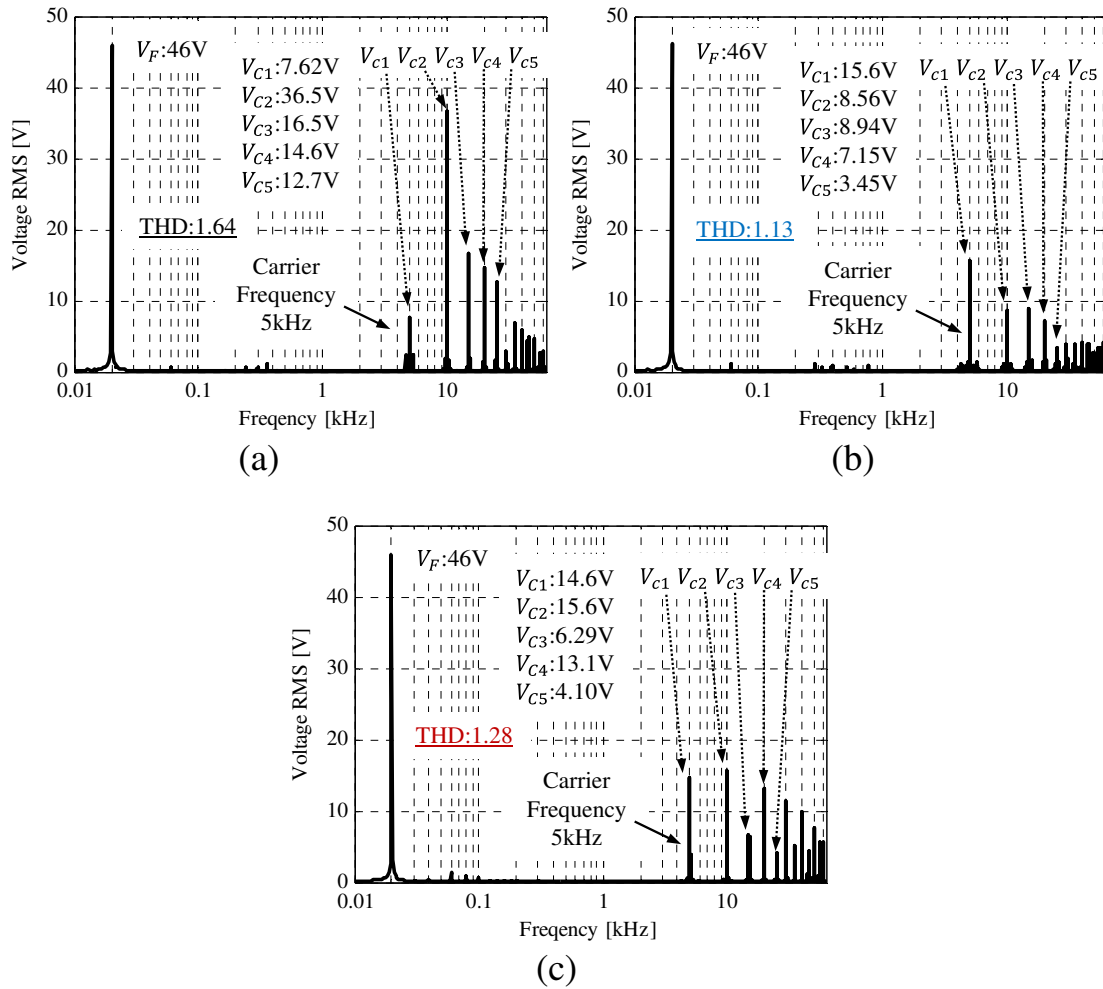 50
40
30
20
10
0
Voltage RMS [V]
V_F:46V
V_C1:7.62V
V_C2:36.5V
V_C3:16.5V
V_C4:14.6V
V_C5:12.7V
V_c1 V_c2 V_c3 V_c4 V_c5
THD:1.64
Carrier
Frequency
5kHz
0.01 0.1 1 10
Freqency [kHz]
(a)
50
40
30
20
10
0
Voltage RMS [V]
V_F:46V
V_C1:15.6V
V_C2:8.56V
V_C3:8.94V
V_C4:7.15V
V_C5:3.45V
V_c1 V_c2 V_c3 V_c4 V_c5
THD:1.13
Carrier
Frequency
5kHz
0.01 0.1 1 10
Freqency [kHz]
(b)
50
40
30
20
10
0
Voltage RMS [V]
V_F:46V
V_C1:14.6V
V_C2:15.6V
V_C3:6.29V
V_C4:13.1V
V_C5:4.10V
V_c1 V_c2 V_c3 V_c4 V_c5
THD:1.28
Carrier
Frequency
5kHz
0.01 0.1 1 10
Freqency [kHz]
(c)